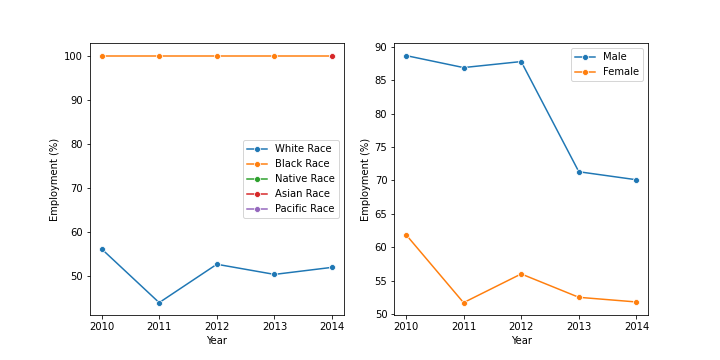 100
90
80
70
60
50
Employment (%)
White Race
Black Race
Native Race
Asian Race
Pacific Race
2010 2011 2012 2013 2014
Year
90
85
80
75
70
65
60
55
50
Employment (%)
Male
Female
2010 2011 2012 2013 2014
Year